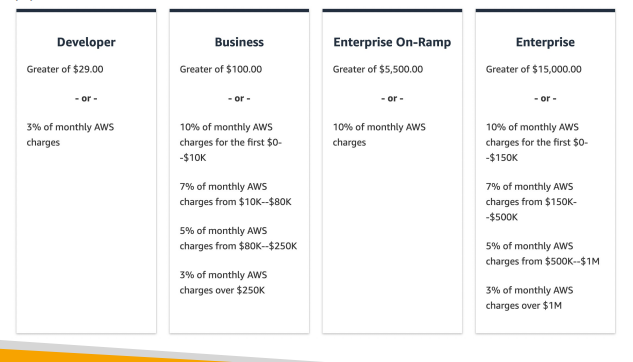 Developer
Greater of $29.00
- or -
3% of monthly AWS
charges
Business
Greater of $100.00
- or -
10% of monthly AWS
charges for the first $0-
-$10K
7% of monthly AWS
charges from $10K--$80K
5% of monthly AWS
charges from $80K--$250K
3% of monthly AWS
charges over $250K
Enterprise On-Ramp
Greater of $5,500.00
- or -
10% of monthly AWS
charges
Enterprise
Greater of $15,000.00
- or -
10% of monthly AWS
charges for the first $0-
-$150K
7% of monthly AWS
charges from $150K-
-$500K
5% of monthly AWS
charges from $500K--$1M
3% of monthly AWS
charges over $1M